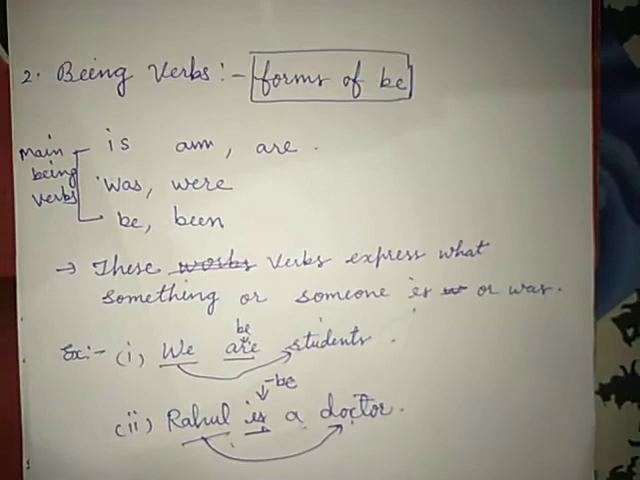 2. Being Verbs :- forms of be
main being verbs
is am, are.
was, were
be, been
→ These works verbs express what
something or someone is or was.
be
Ex:- (i) We are students.
-be
(ii) Rahul is a doctor.